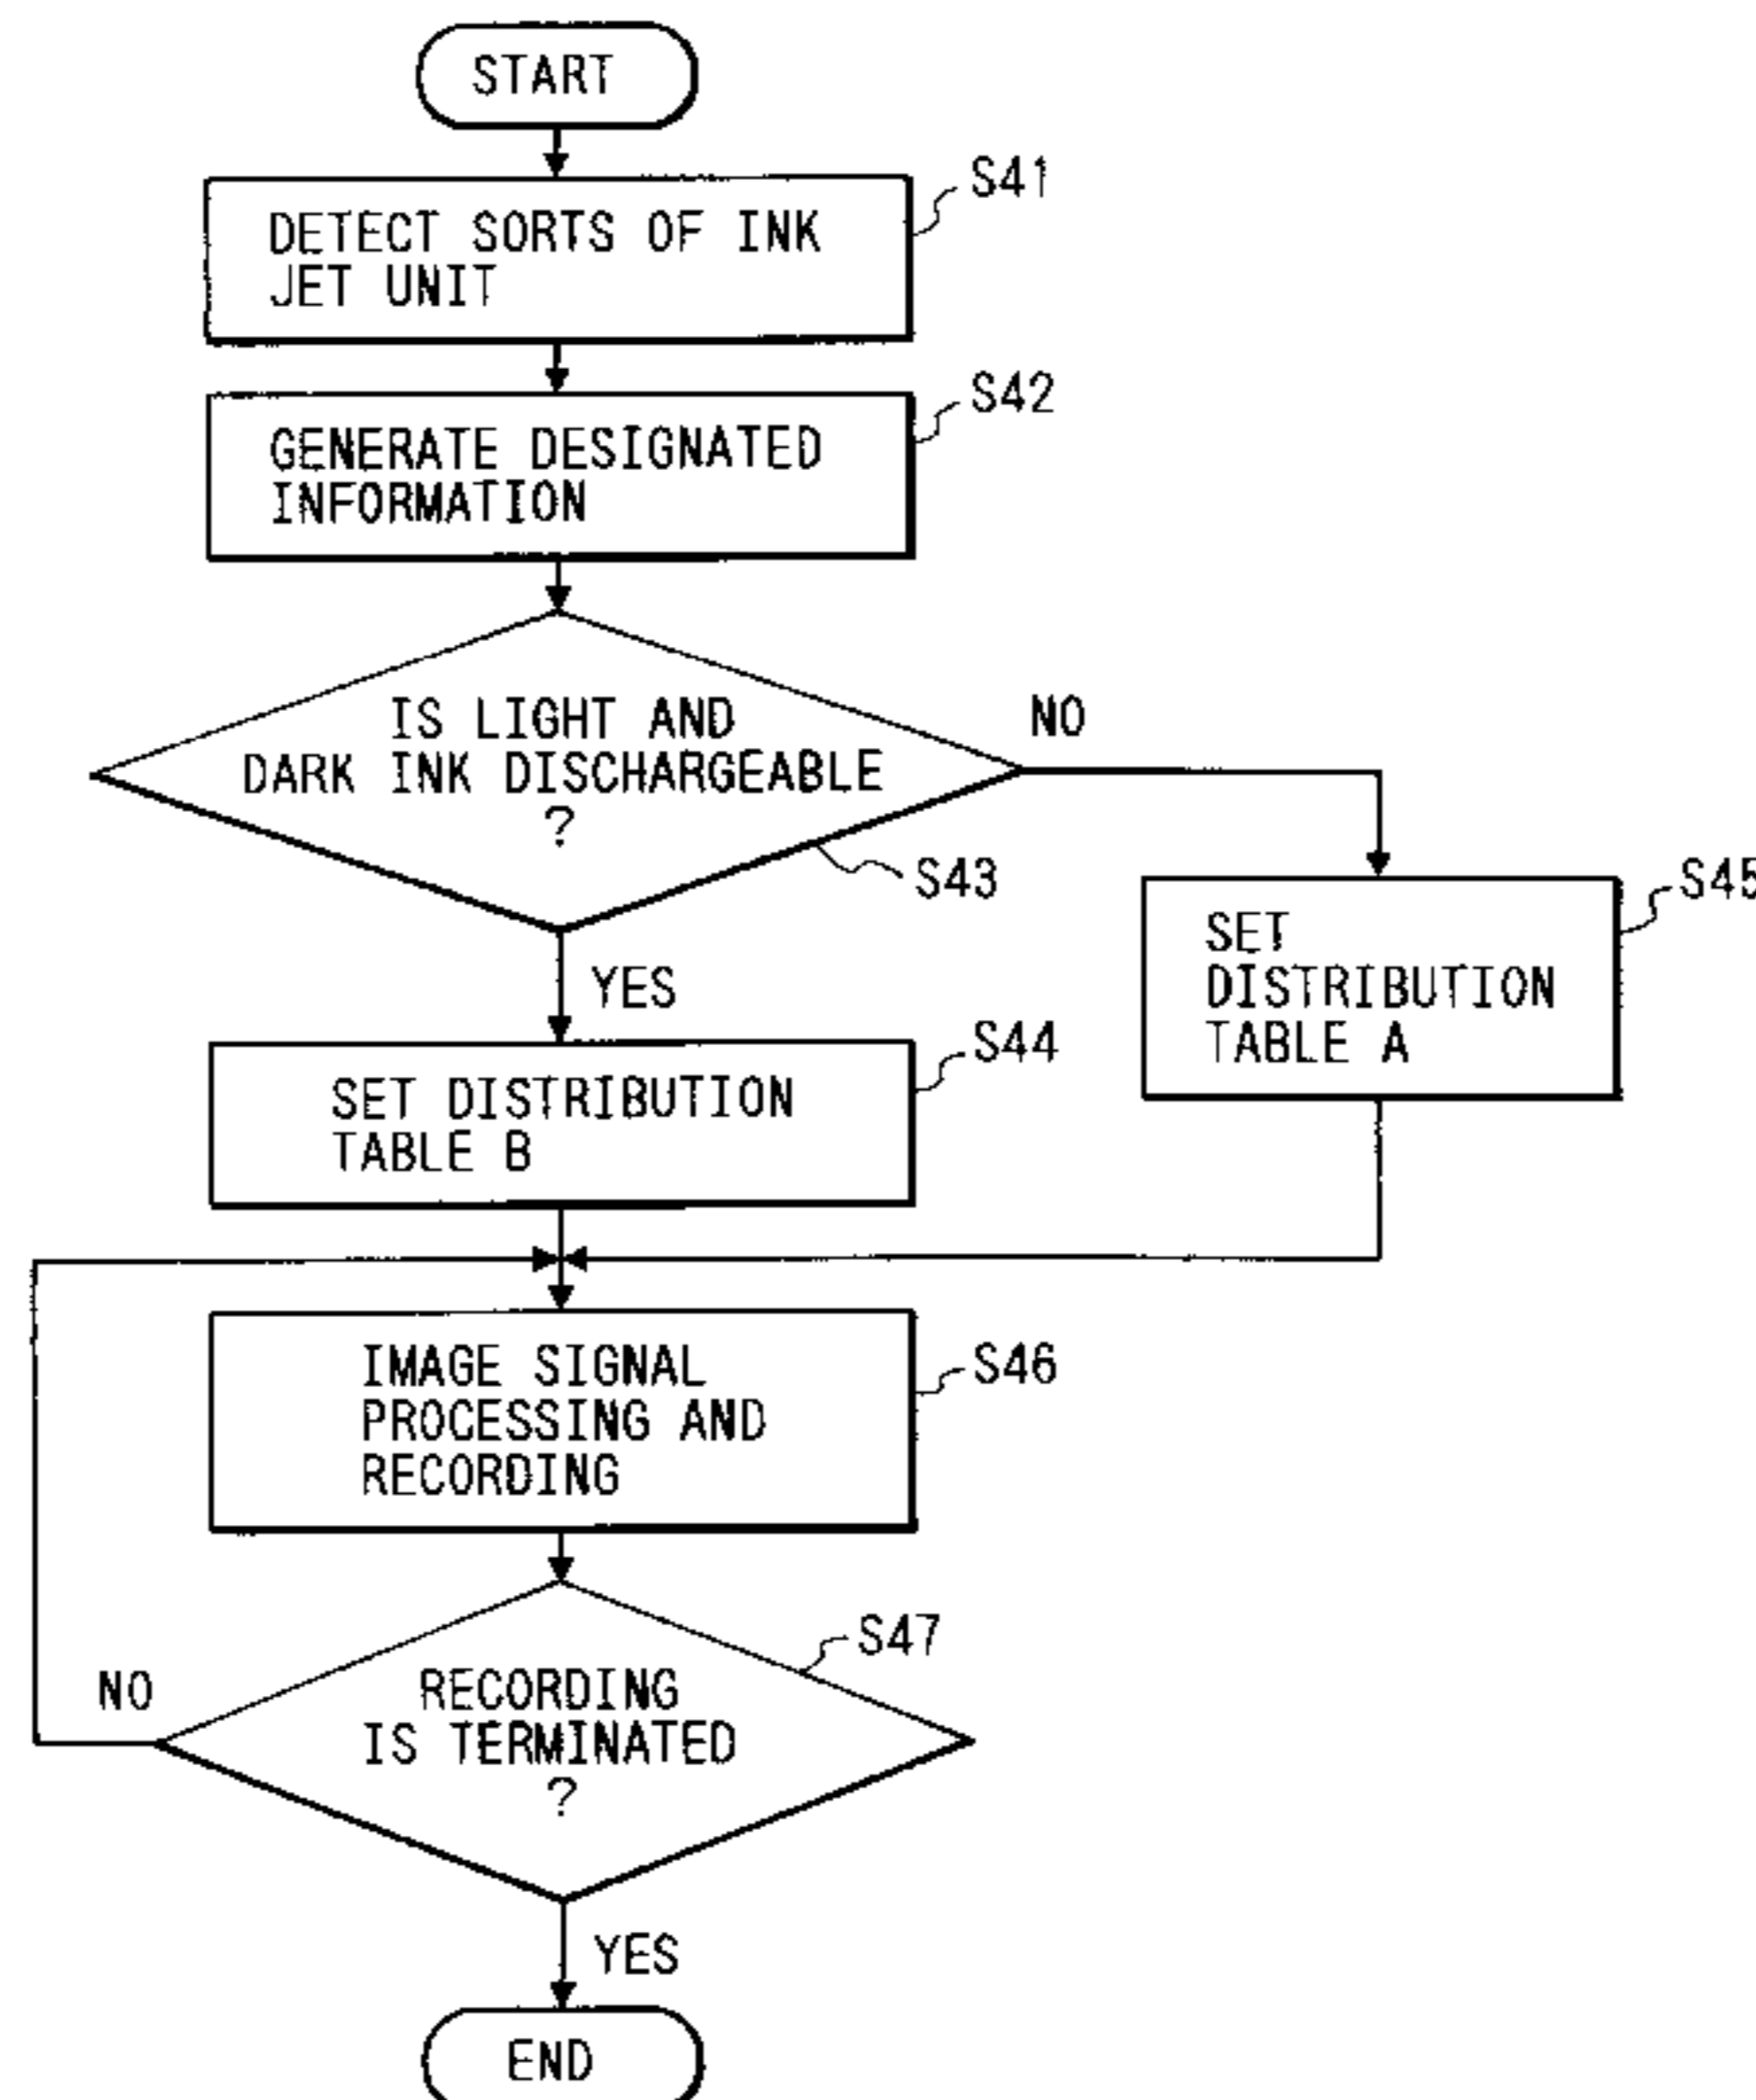 START
S41
DETECT SORTS OF INK
JET UNIT
S42
GENERATE DESIGNATED
INFORMATION
IS LIGHT AND
DARK INK DISCHARGEABLE
?
NO
S43
YES
S45
SET
DISTRIBUTION
TABLE A
S44
SET DISTRIBUTION
TABLE B
S46
IMAGE SIGNAL
PROCESSING AND
RECORDING
S47
RECORDING
IS TERMINATED
?
NO
YES
END